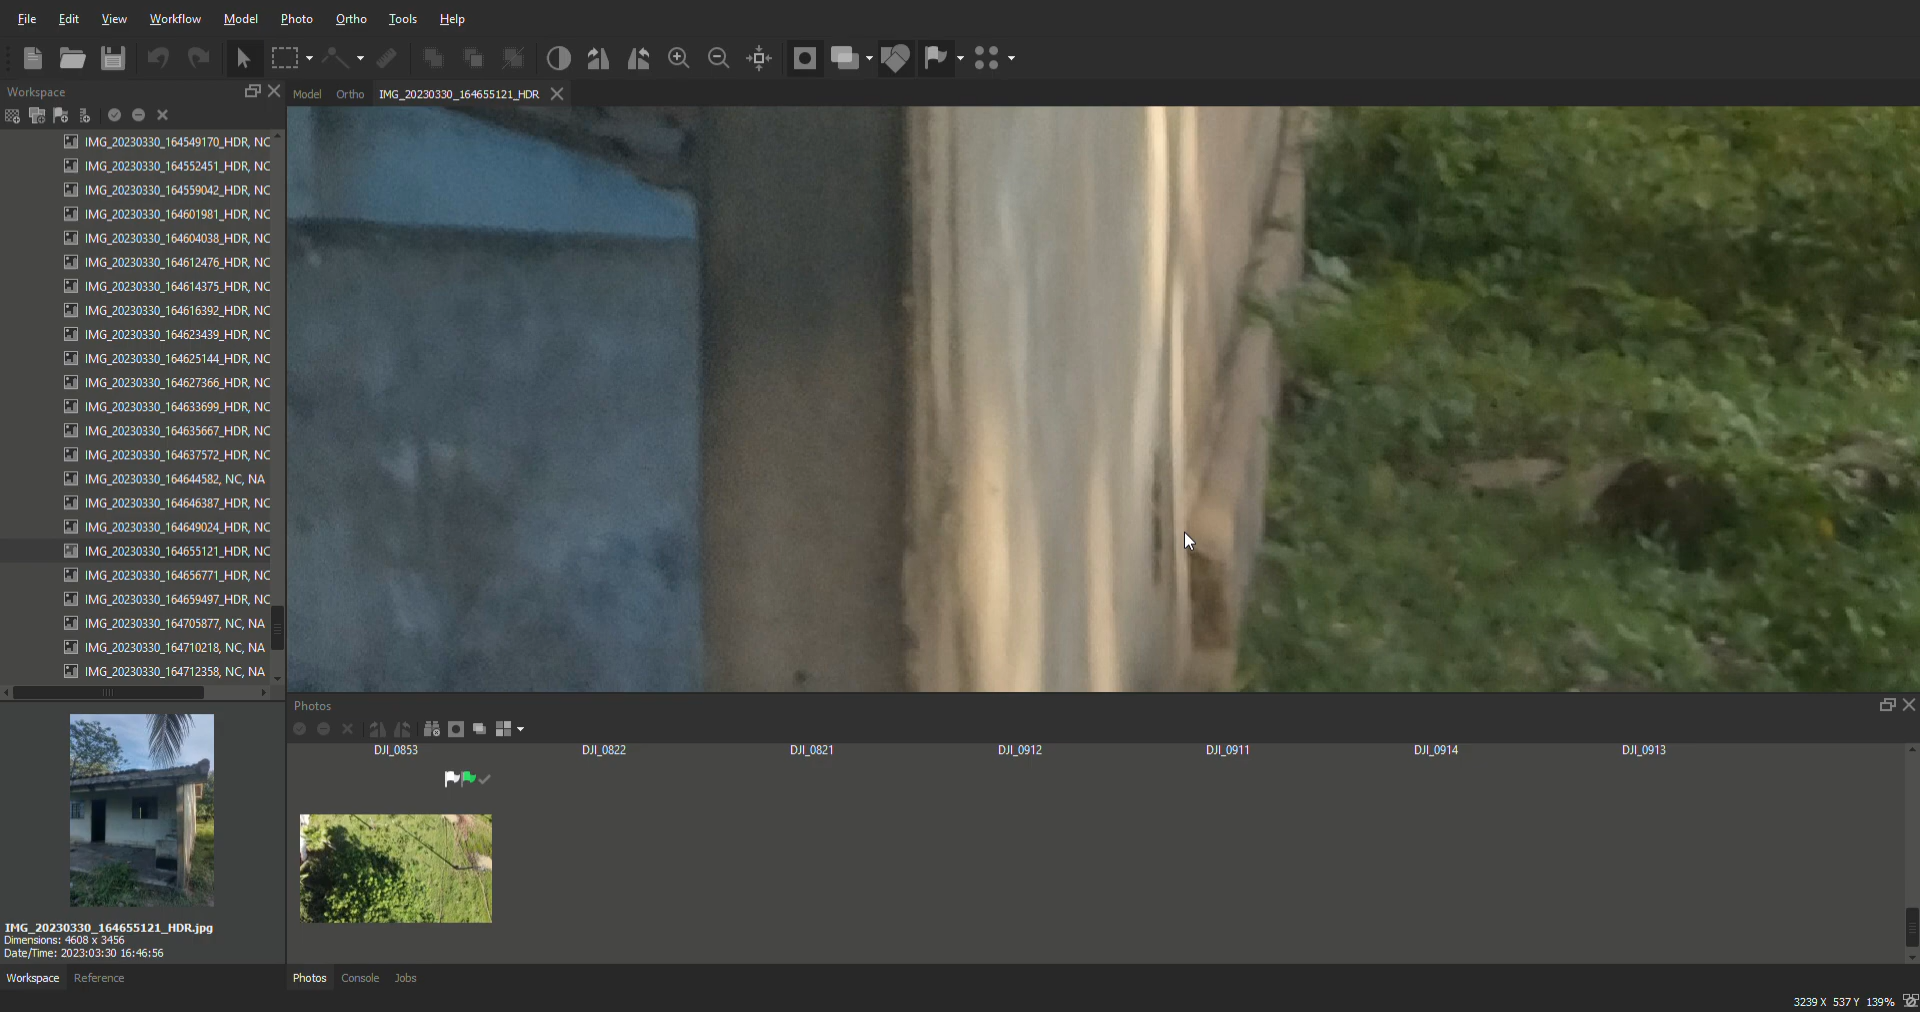 File Edit View Workflow Model Photo Ortho Tools Help
Workspace
Model Ortho IMG_20230330_164655121_HDR
IMG_20230330_164549170_HDR, NC
IMG_20230330_164552451_HDR, NC
IMG_20230330_164559042_HDR, NC
IMG_20230330_164601981_HDR, NC
IMG_20230330_164604038_HDR, NC
IMG_20230330_164612476_HDR, NC
IMG_20230330_164614375_HDR, NC
IMG_20230330_164616392_HDR, NC
IMG_20230330_164623439_HDR, NC
IMG_20230330_164625144_HDR, NC
IMG_20230330_164627366_HDR, NC
IMG_20230330_164633699_HDR, NC
IMG_20230330_164635667_HDR, NC
IMG_20230330_164637572_HDR, NC
IMG_20230330_164644582, NC, NA
IMG_20230330_164646387_HDR, NC
IMG_20230330_164649024_HDR, NC
IMG_20230330_164655121_HDR, NC
IMG_20230330_164656771_HDR, NC
IMG_20230330_164659497_HDR, NC
IMG_20230330_164705877, NC, NA
IMG_20230330_164710218, NC, NA
IMG_20230330_164712358, NC, NA
IMG_20230330_164655121_HDR.jpg
Dimensions: 4608 x 3456
Date/Time: 2023:03:30 16:46:56
Workspace Reference
Photos
DJI_0853 DJI_0822 DJI_0821 DJI_0912 DJI_0911 DJI_0914 DJI_0913
Photos Console Jobs
3239 X 537 Y 139%